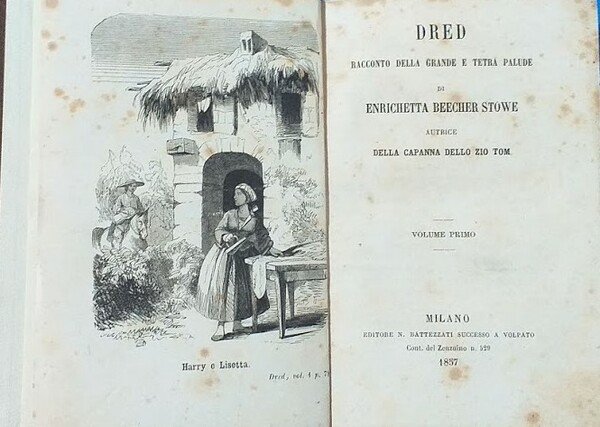 Harry e Lisetta.
Dred, vol. 1 p.
DRED
RACCONTO DELLA GRANDE E TETRA PALUDE
DI
ENRICHETTA BEECHER STOWE
AUTRICE
DELLA CAPANNA DELLO ZIO TOM.
VOLUME PRIMO
MILANO
EDITORE N. BATTEZZATI SUCCESSO A VOLPATO
Cont. del Zenzuino n. 529
1857